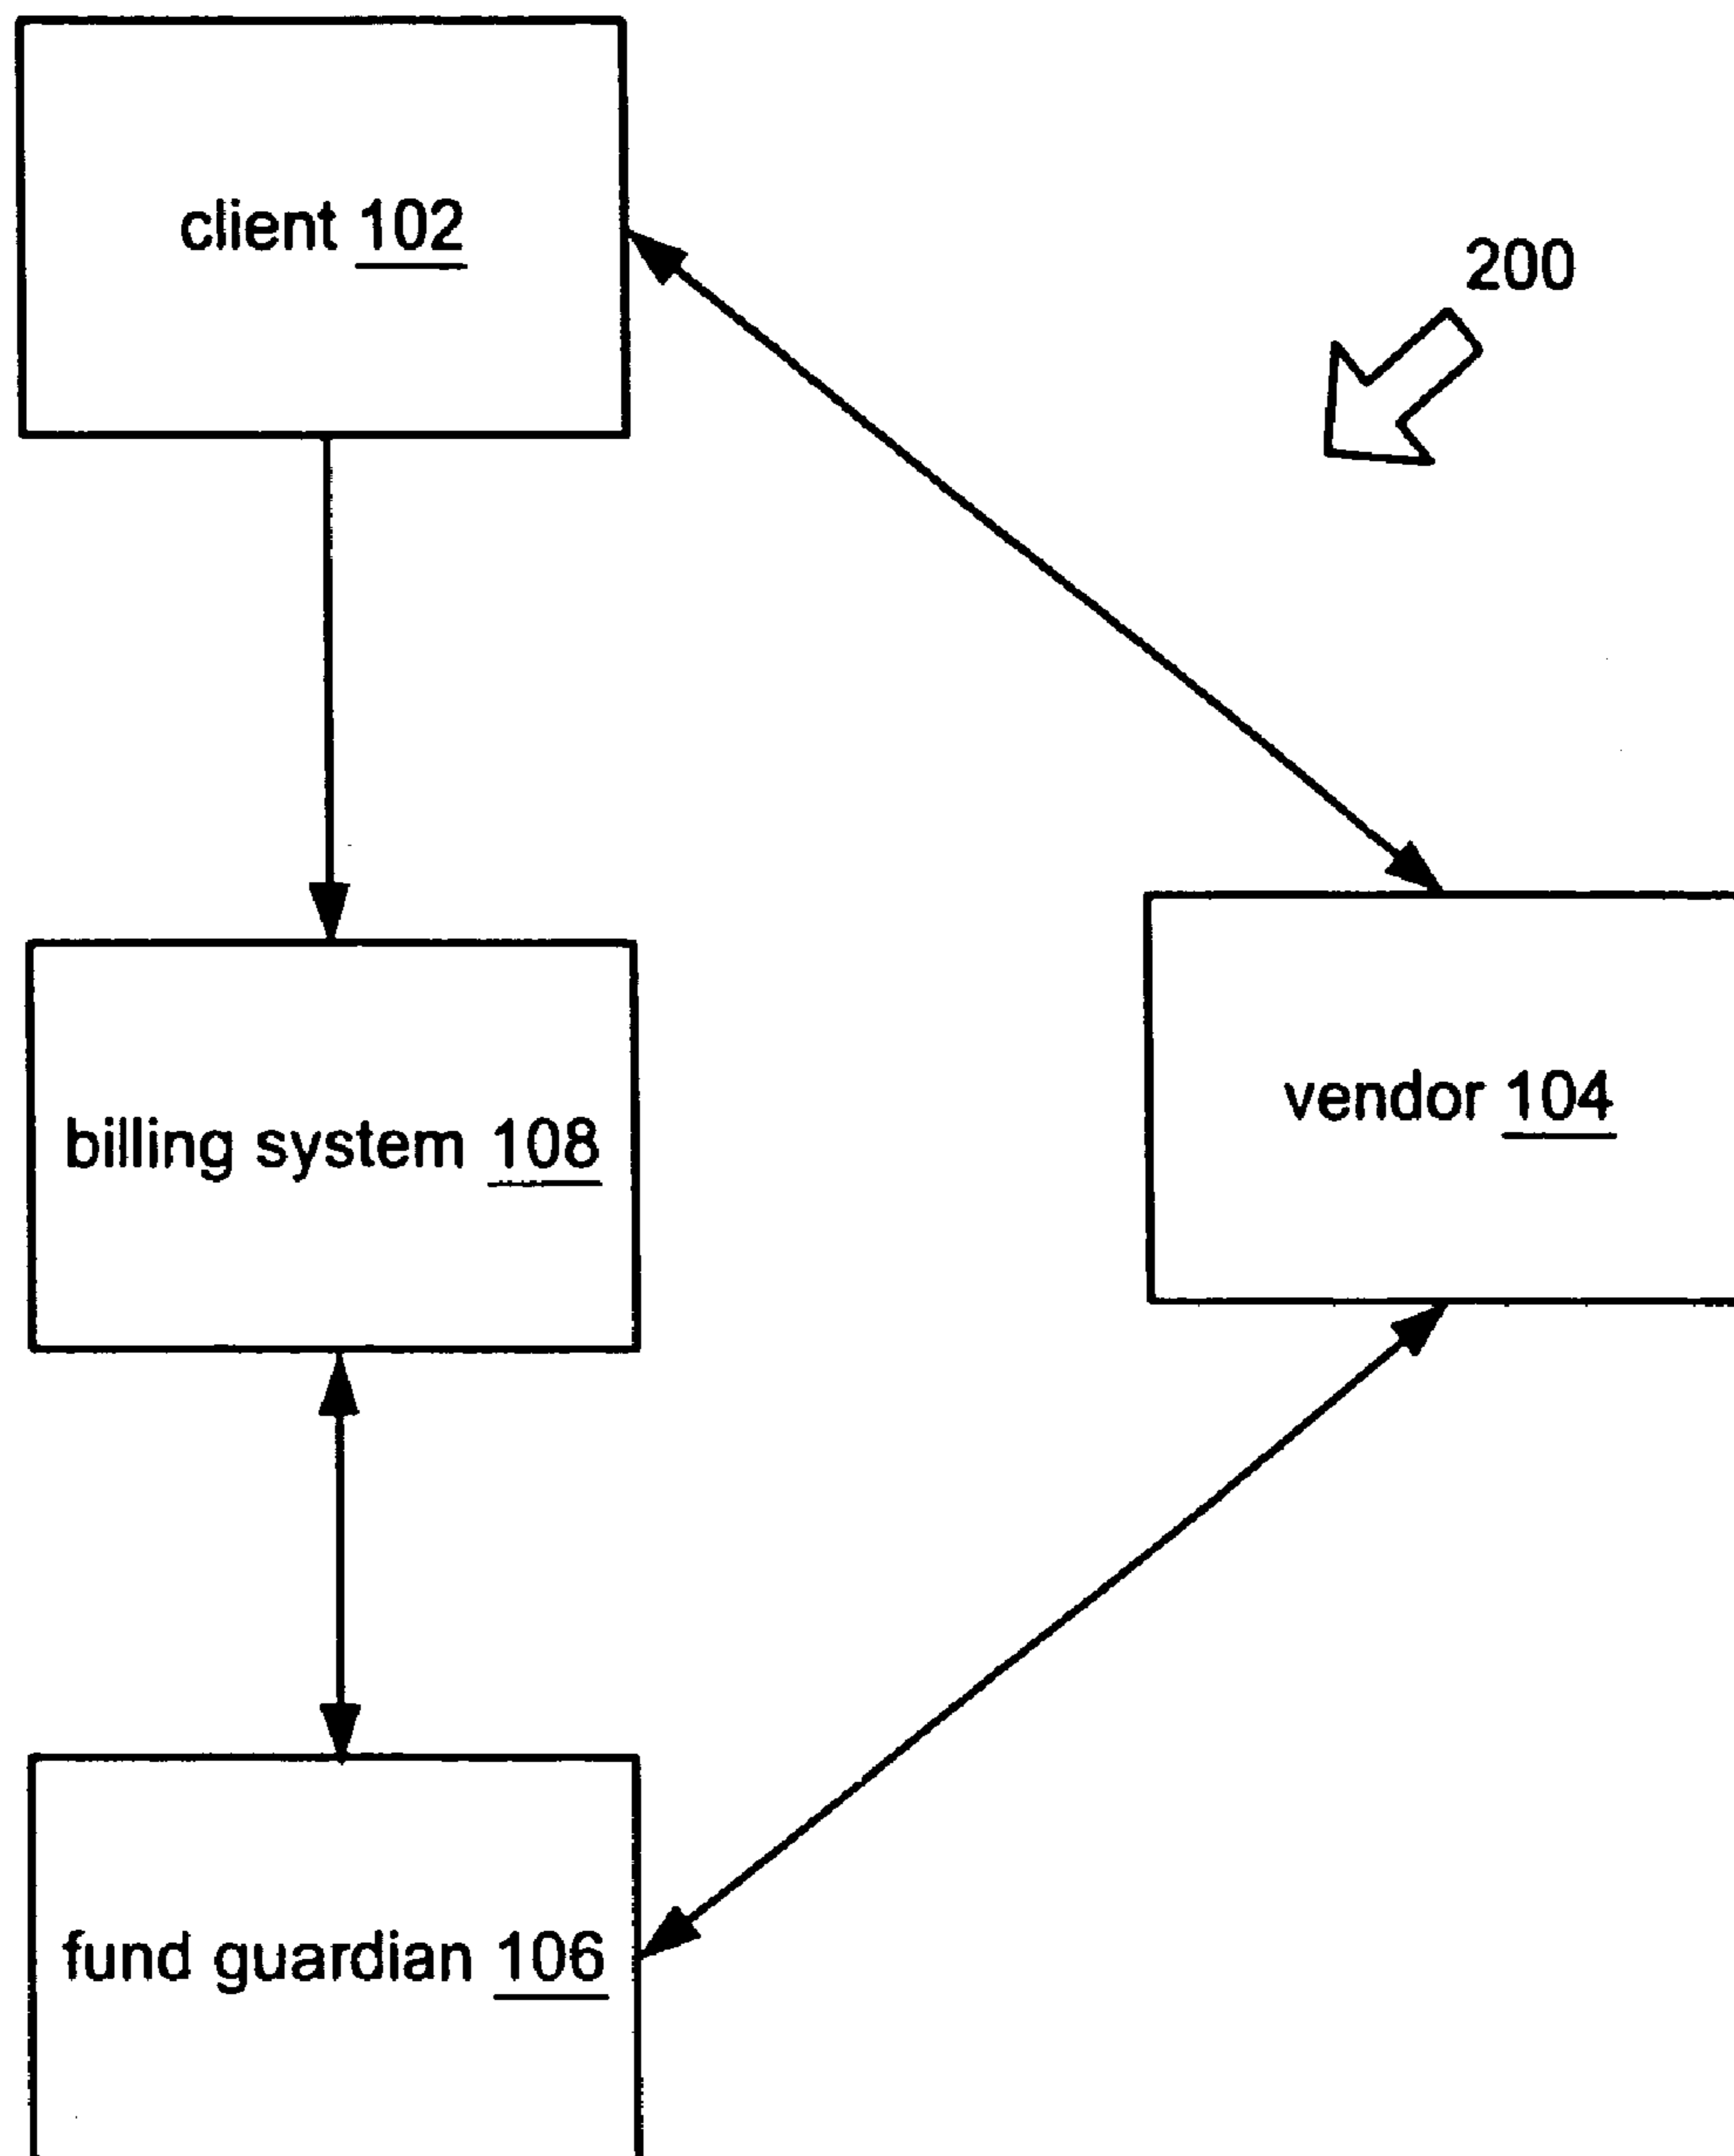 client 102
200
vendor 104
billing system 108
fund guardian 106